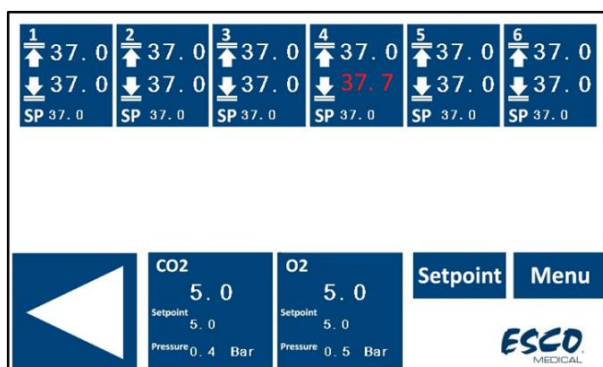 1 2 3 4 5 6
37.0 37.0 37.0 37.0 37.0 37.0
37.0 37.0 37.0 37.7 37.0 37.0
SP 37.0 SP 37.0 SP 37.0 SP 37.0 SP 37.0 SP 37.0
CO2
5.0
Setpoint
5.0
Pressure 0.4 Bar
O2
5.0
Setpoint
5.0
Pressure 0.5 Bar
Setpoint
Menu
ESCO
MEDICAL